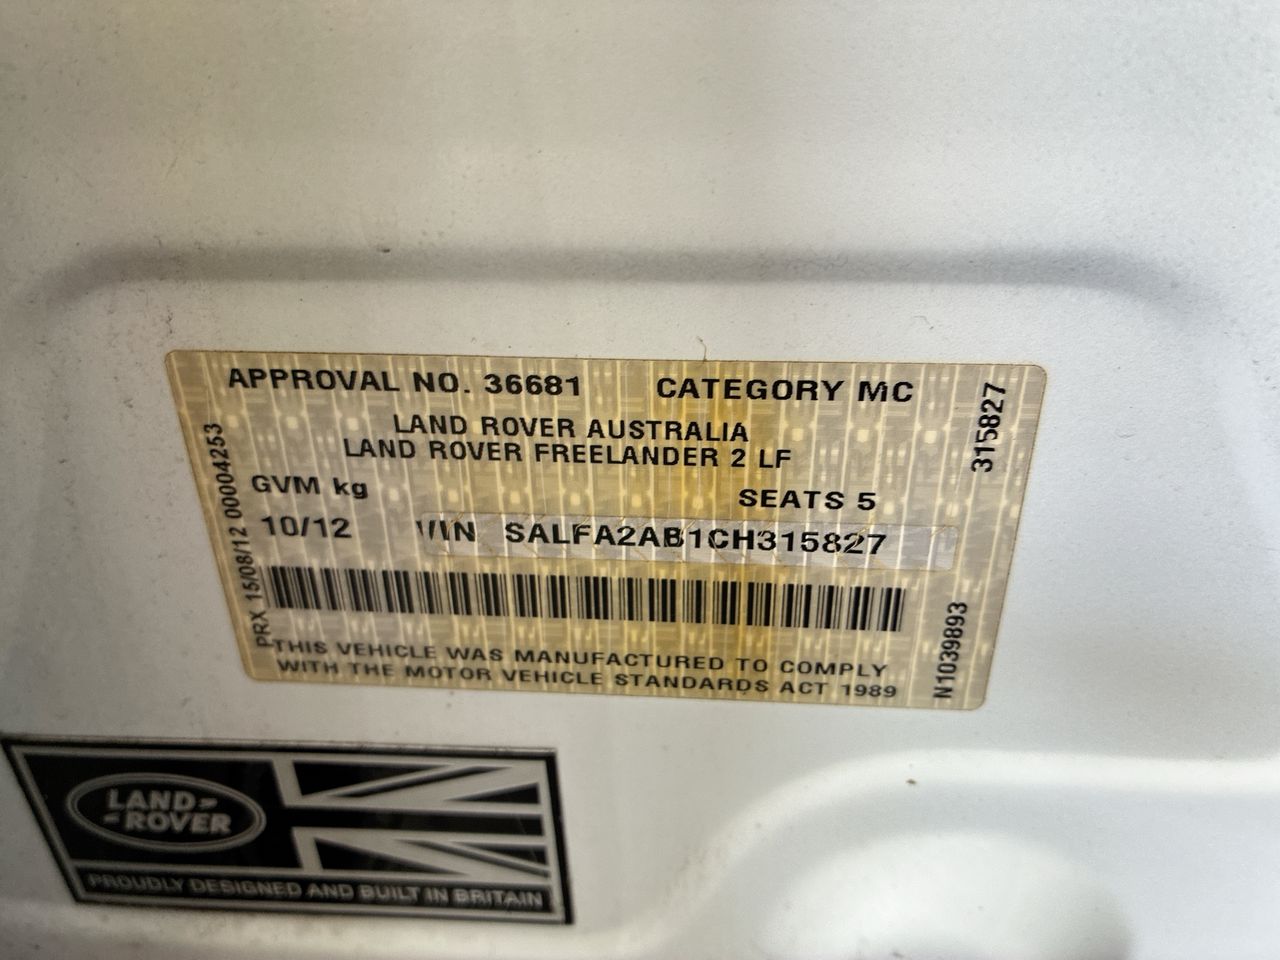 APPROVAL NO. 36681 CATEGORY MC
LAND ROVER AUSTRALIA
LAND ROVER FREELANDER 2 LF
GVM kg SEATS 5
10/12 VIN SALFA2AB1CH315827
THIS VEHICLE WAS MANUFACTURED TO COMPLY
WITH THE MOTOR VEHICLE STANDARDS ACT 1989
PRX 15/08/12 00004253
315827
N1039893
LAND
ROVER
PROUDLY DESIGNED AND BUILT IN BRITAIN